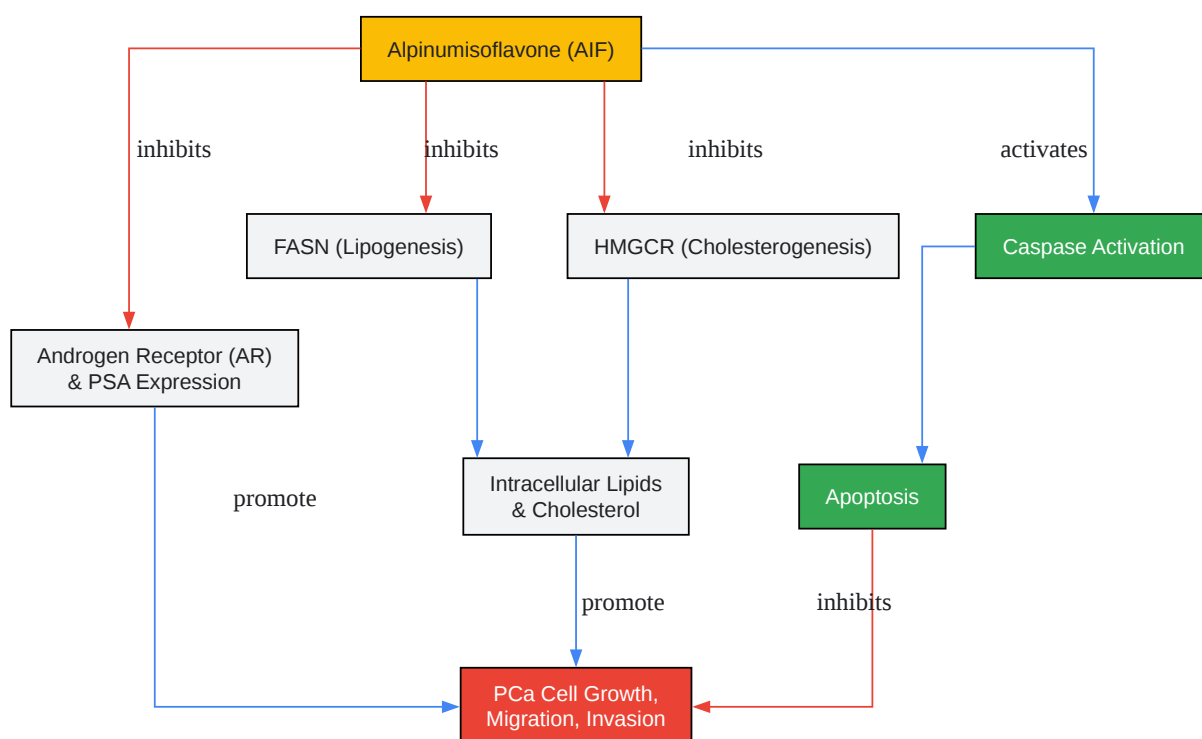 Alpinumisoflavone (AIF)
inhibits
inhibits
inhibits
activates
FASN (Lipogenesis)
HMGCR (Cholesterogenesis)
Caspase Activation
Androgen Receptor (AR)
& PSA Expression
Intracellular Lipids
& Cholesterol
Apoptosis
promote
promote
inhibits
PCa Cell Growth,
Migration, Invasion